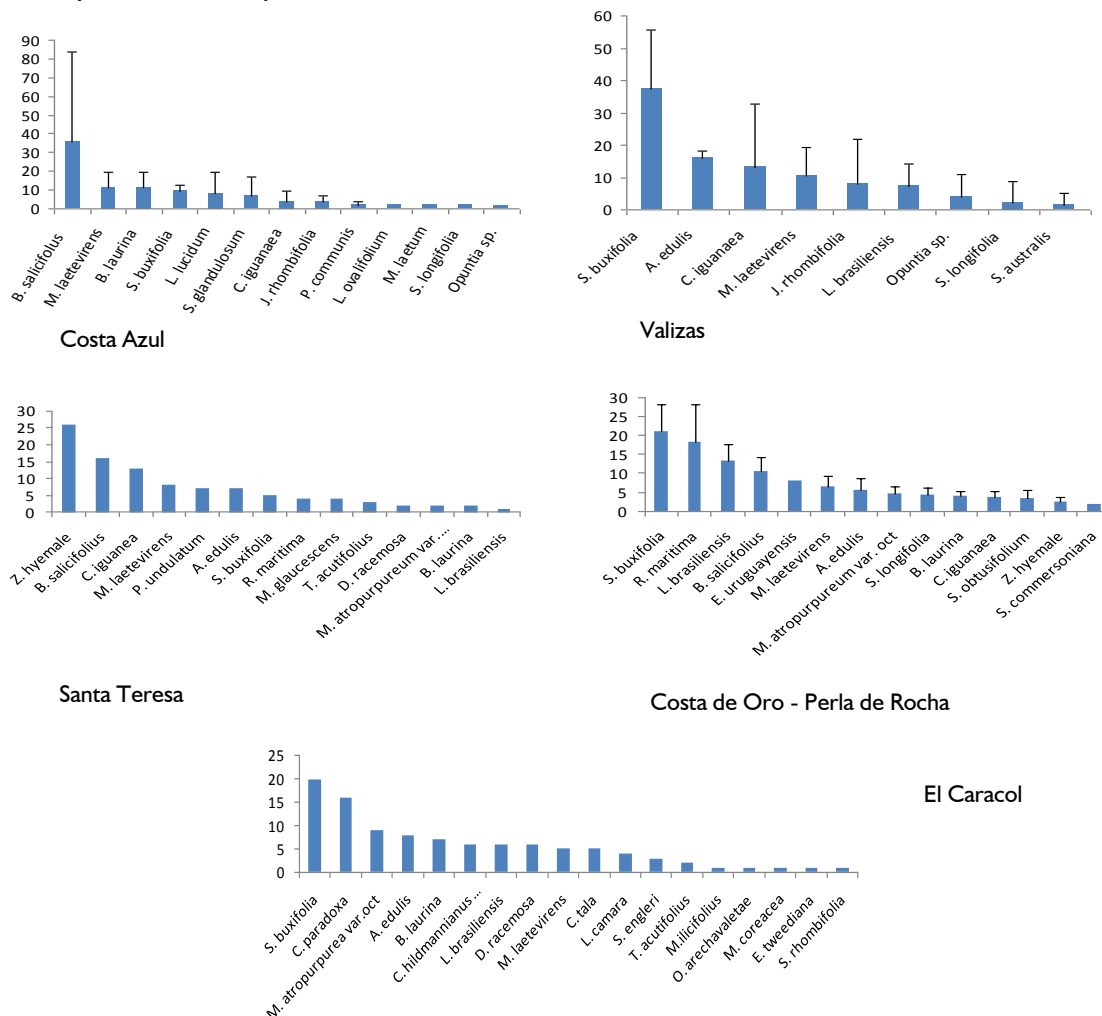 90
80
70
60
50
40
30
20
10
0
B. salicifolius
M. laetevirens
B. laurina
S. buxifolia
L. lucidum
S. glandulosum
C. iguanaea
J. rhombifolia
P. communis
L. ovalifolium
M. laetum
S. longifolia
Opuntia sp.
Costa Azul
60
50
40
30
20
10
0
S. buxifolia
A. edulis
C. iguanaea
M. laetevirens
J. rhombifolia
L. brasiliensis
Opuntia sp.
S. longifolia
S. australis
Valizas
30
25
20
15
10
5
0
Z. hyemale
B. salicifolius
C. iguanea
M. laetevirens
P. undulatum
A. edulis
S. buxifolia
R. maritima
M. glaucescens
T. acutifolius
D. racemosa
M. atropurpureum var. ...
B. laurina
L. brasiliensis
Santa Teresa
30
25
20
15
10
5
0
S. buxifolia
R. maritima
L. brasiliensis
B. salicifolius
E. uruguayensis
M. laetevirens
A. edulis
M. atropurpureum var. oct
S. longifolia
B. laurina
C. iguanaea
S. obtusifolium
Z. hyemale
S. commersoniana
Costa de Oro - Perla de Rocha
25
20
15
10
5
0
S. buxifolia
C. paradoxa
M. atropurpurea var.oct
A. edulis
B. laurina
C. hildmannianus ...
L. brasiliensis
D. racemosa
M. laetevirens
C. tala
L. camara
S. engleri
T. acutifolius
M.ilicifolius
O. arechavaletae
M. coreacea
E. tweediana
S. rhombifolia
El Caracol